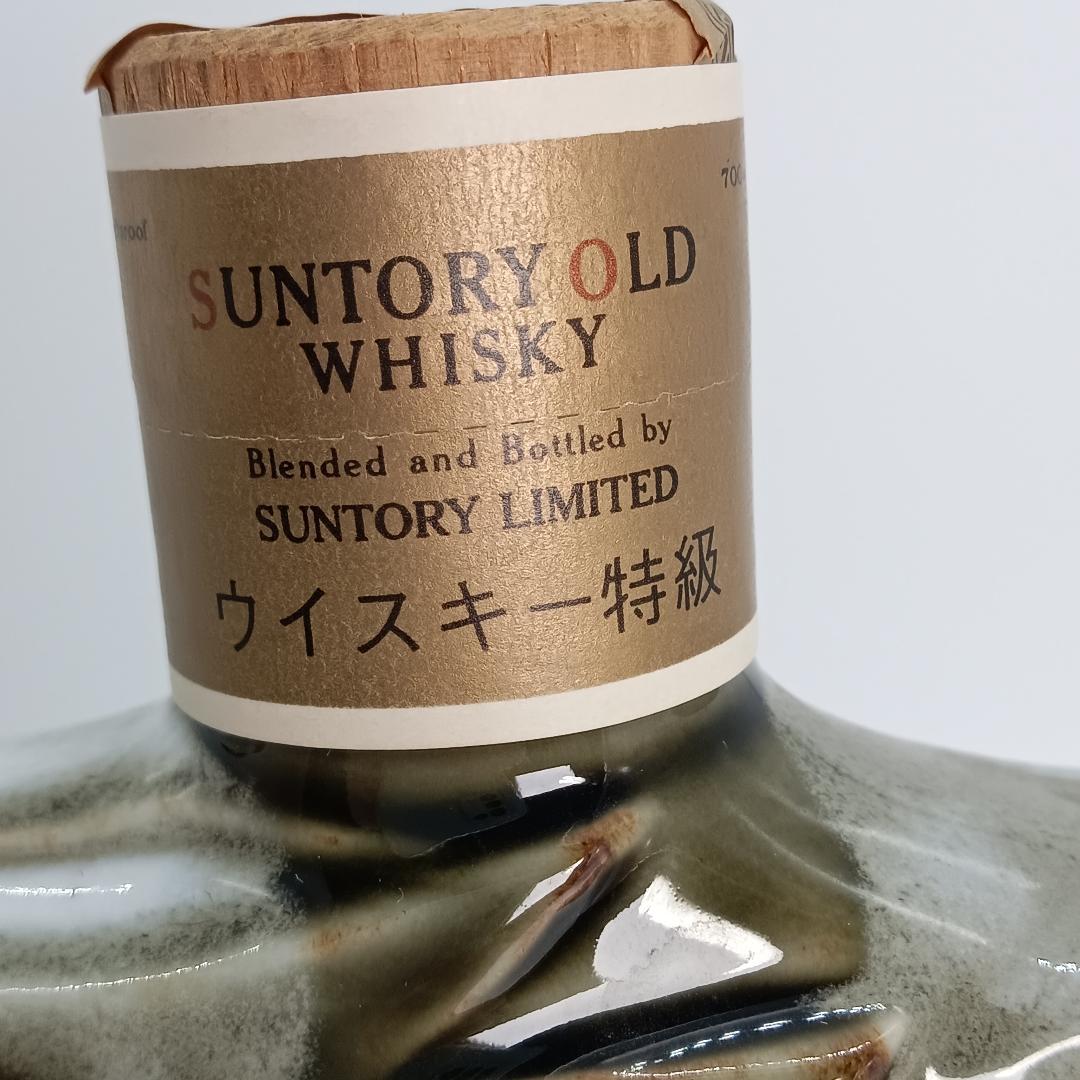 SUNTORY OLD
WHISKY
Blended and Bottled by
SUNTORY LIMITED
ウイスキー特級